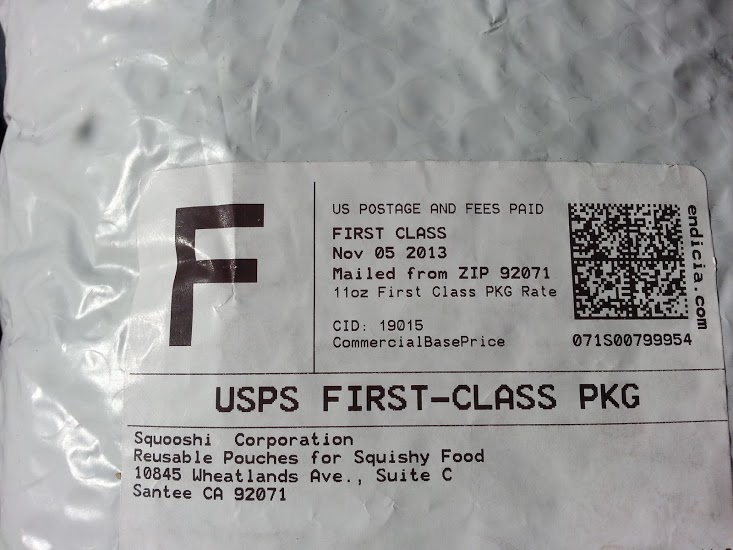 F
US POSTAGE AND FEES PAID
FIRST CLASS
Nov 05 2013
Mailed from ZIP 92071
11oz First Class PKG Rate
CID: 19015
CommercialBasePrice
endicia.com
071S00799954
USPS FIRST-CLASS PKG
Squooshi Corporation
Reusable Pouches for Squishy Food
10845 Wheatlands Ave., Suite C
Santee CA 92071